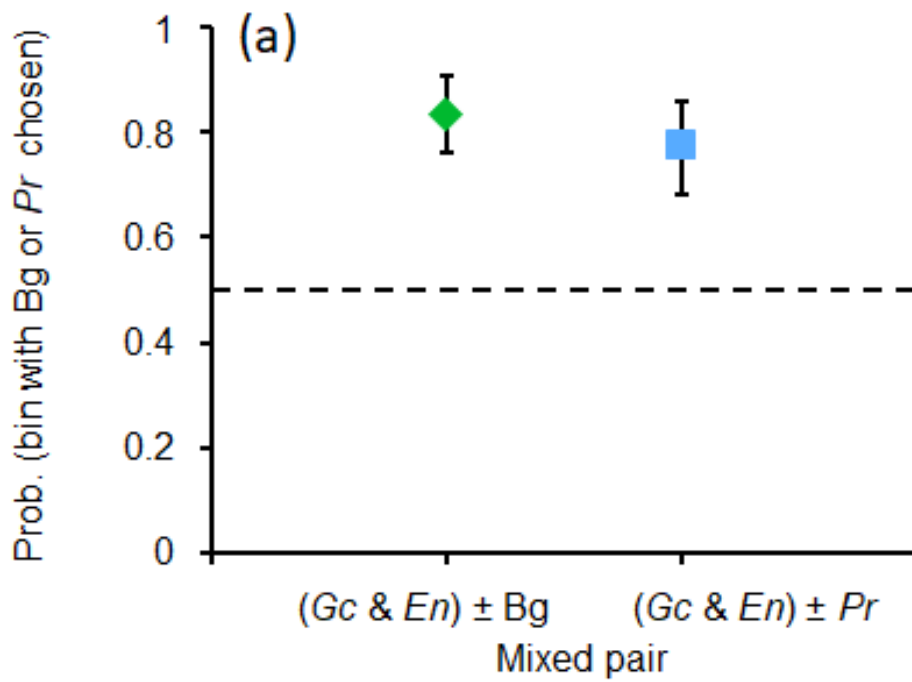 (a)
Prob. (bin with Bg or Pr chosen)
1
0.8
0.6
0.4
0.2
0
(Gc & En) ± Bg
(Gc & En) ± Pr
Mixed pair